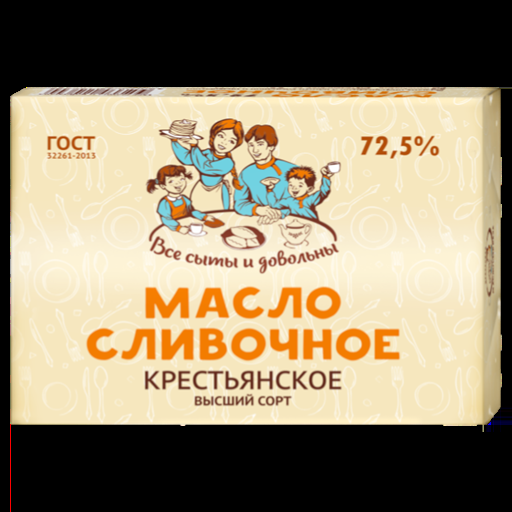 ГОСТ
32261-2013
72,5%
Все сыты и довольны
МАСЛО
СЛИВОЧНОЕ
КРЕСТЬЯНСКОЕ
ВЫСШИЙ СОРТ